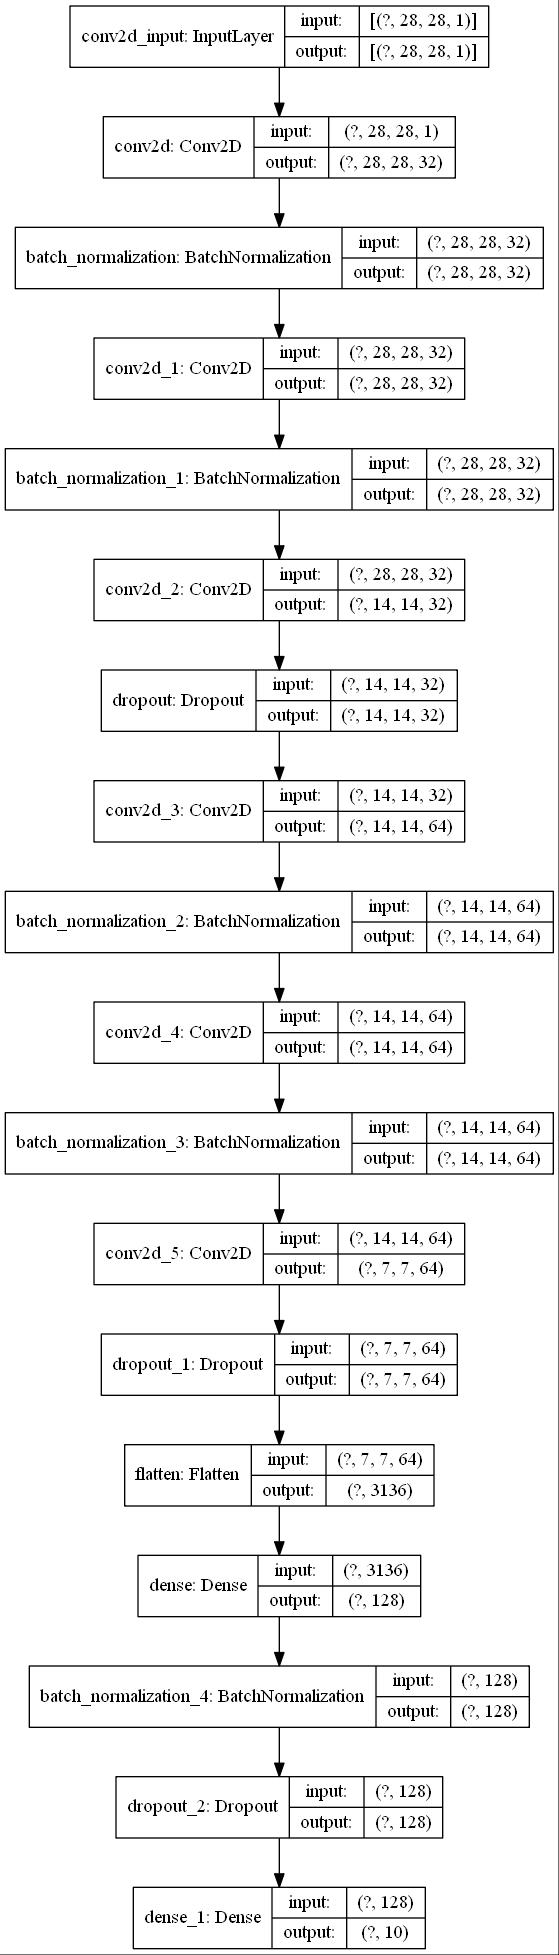 conv2d_input: InputLayer input: [(?, 28, 28, 1)]
output: [(?, 28, 28, 1)]
conv2d: Conv2D input: (?, 28, 28, 1)
output: (?, 28, 28, 32)
batch_normalization: BatchNormalization input: (?, 28, 28, 32)
output: (?, 28, 28, 32)
conv2d_1: Conv2D input: (?, 28, 28, 32)
output: (?, 28, 28, 32)
batch_normalization_1: BatchNormalization input: (?, 28, 28, 32)
output: (?, 28, 28, 32)
conv2d_2: Conv2D input: (?, 28, 28, 32)
output: (?, 14, 14, 32)
dropout: Dropout input: (?, 14, 14, 32)
output: (?, 14, 14, 32)
conv2d_3: Conv2D input: (?, 14, 14, 32)
output: (?, 14, 14, 64)
batch_normalization_2: BatchNormalization input: (?, 14, 14, 64)
output: (?, 14, 14, 64)
conv2d_4: Conv2D input: (?, 14, 14, 64)
output: (?, 14, 14, 64)
batch_normalization_3: BatchNormalization input: (?, 14, 14, 64)
output: (?, 14, 14, 64)
conv2d_5: Conv2D input: (?, 14, 14, 64)
output: (?, 7, 7, 64)
dropout_1: Dropout input: (?, 7, 7, 64)
output: (?, 7, 7, 64)
flatten: Flatten input: (?, 7, 7, 64)
output: (?, 3136)
dense: Dense input: (?, 3136)
output: (?, 128)
batch_normalization_4: BatchNormalization input: (?, 128)
output: (?, 128)
dropout_2: Dropout input: (?, 128)
output: (?, 128)
dense_1: Dense input: (?, 128)
output: (?, 10)